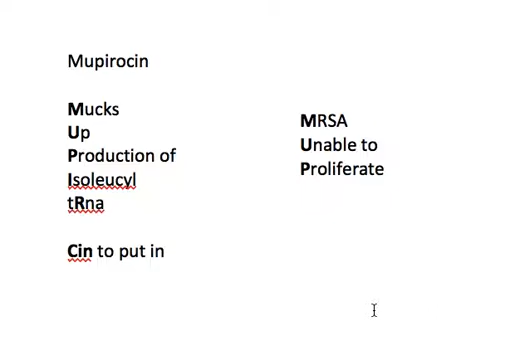 Mupirocin
Mucks
Up
Production of
Isoleucyl
tRna
Cin to put in
MRSA
Unable to
Proliferate